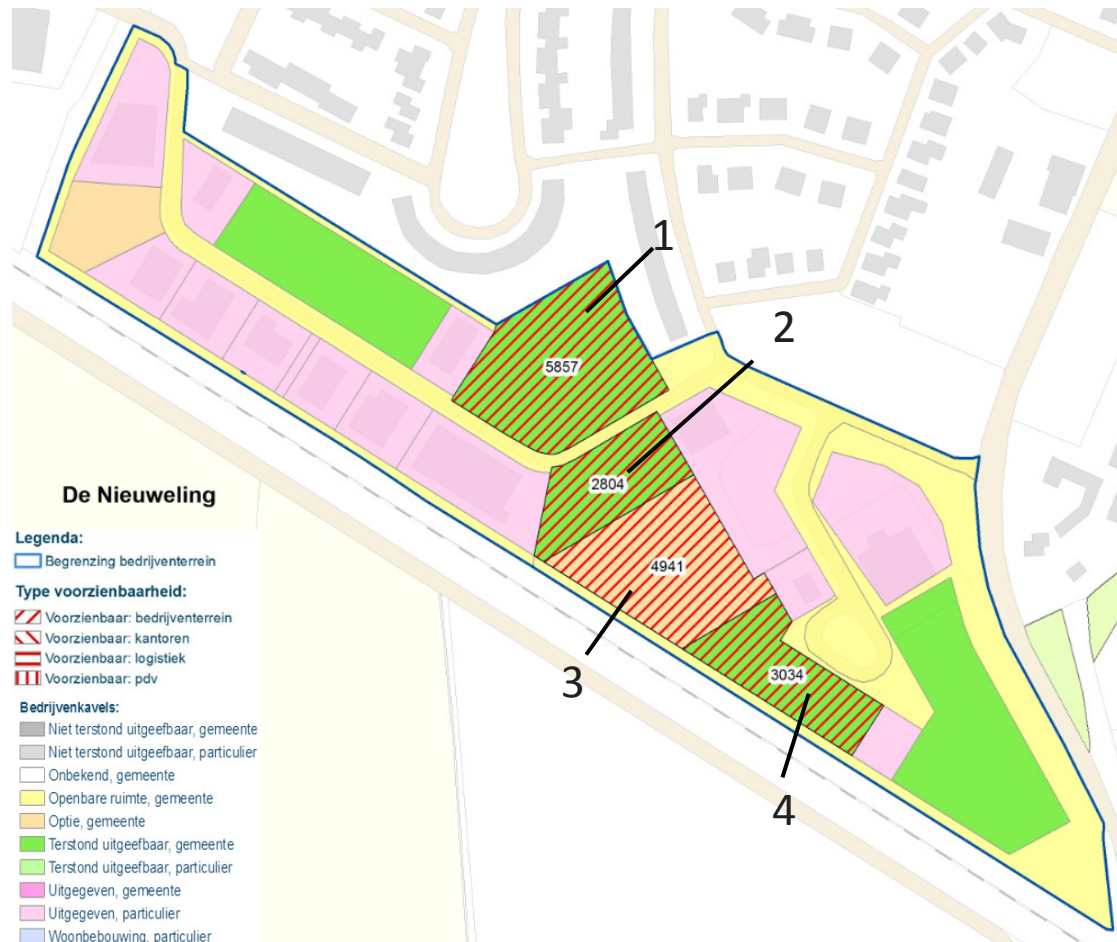 1
2
5857
2804
4941
3034
3
4
De Nieuweling
Legenda:
Begrenzing bedrijventerrein
Type voorzienbaarheid:
Voorzienbaar: bedrijventerrein
Voorzienbaar: kantoren
Voorzienbaar: logistiek
Voorzienbaar: pdv
Bedrijvenkavels:
Niet terstond uitgeefbaar, gemeente
Niet terstond uitgeefbaar, particulier
Onbekend, gemeente
Openbare ruimte, gemeente
Optie, gemeente
Terstond uitgeefbaar, gemeente
Terstond uitgeefbaar, particulier
Uitgegeven, gemeente
Uitgegeven, particulier
Woonbebouwing, particulier